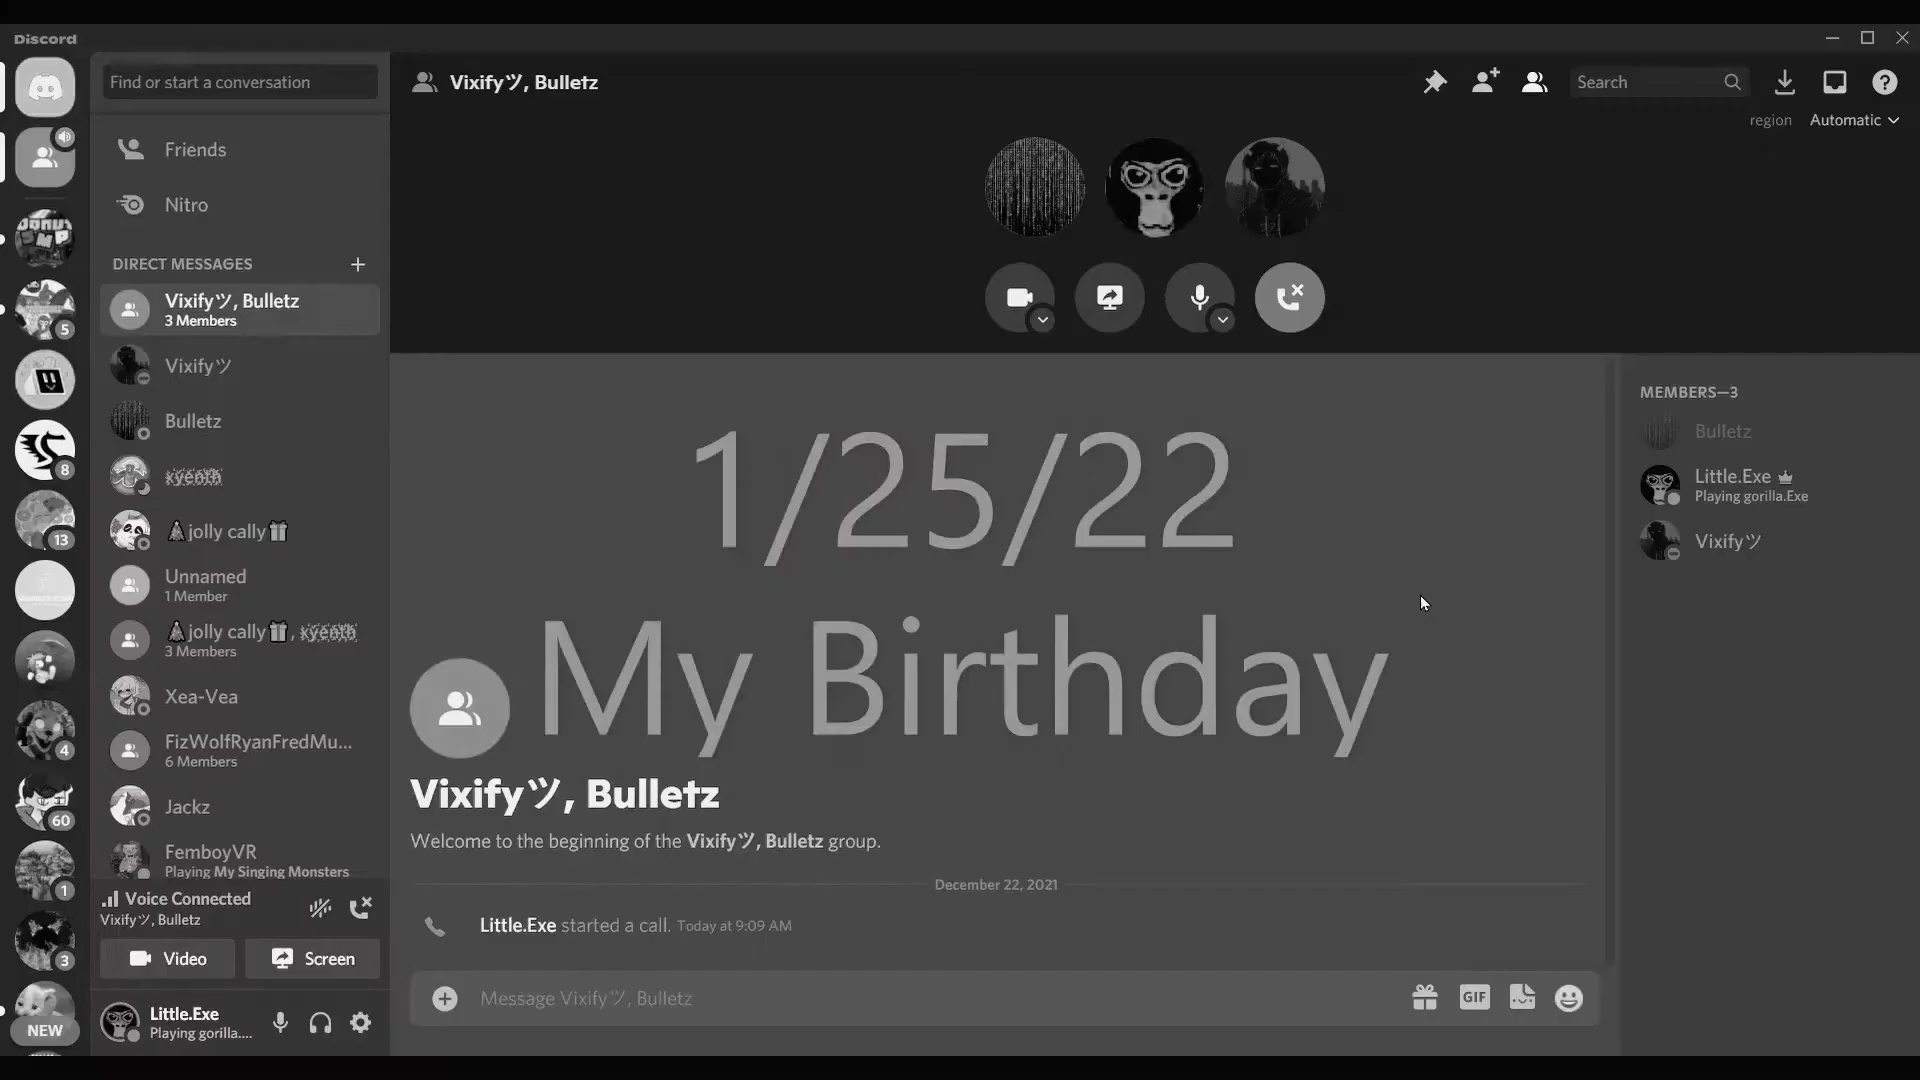 Discord
Find or start a conversation
Friends
Nitro
DIRECT MESSAGES
Vixifyツ, Bulletz
3 Members
Vixifyツ
Bulletz
xyenth
jolly cally
Unnamed
1 Member
jolly cally, xyenth
3 Members
Xea-Vea
FizWolfRyanFredMu...
6 Members
Jackz
FemboyVR
Playing My Singing Monsters
Voice Connected
Vixifyツ, Bulletz
Video
Screen
Little.Exe
Playing gorilla....
5
8
13
4
60
1
3
NEW
Vixifyツ, Bulletz
Search
region
Automatic
1/25/22
My Birthday
Vixifyツ, Bulletz
Welcome to the beginning of the Vixifyツ, Bulletz group.
December 22, 2021
Little.Exe started a call. Today at 9:09 AM
Message Vixifyツ, Bulletz
GIF
MEMBERS—3
Bulletz
Little.Exe
Playing gorilla.Exe
Vixifyツ